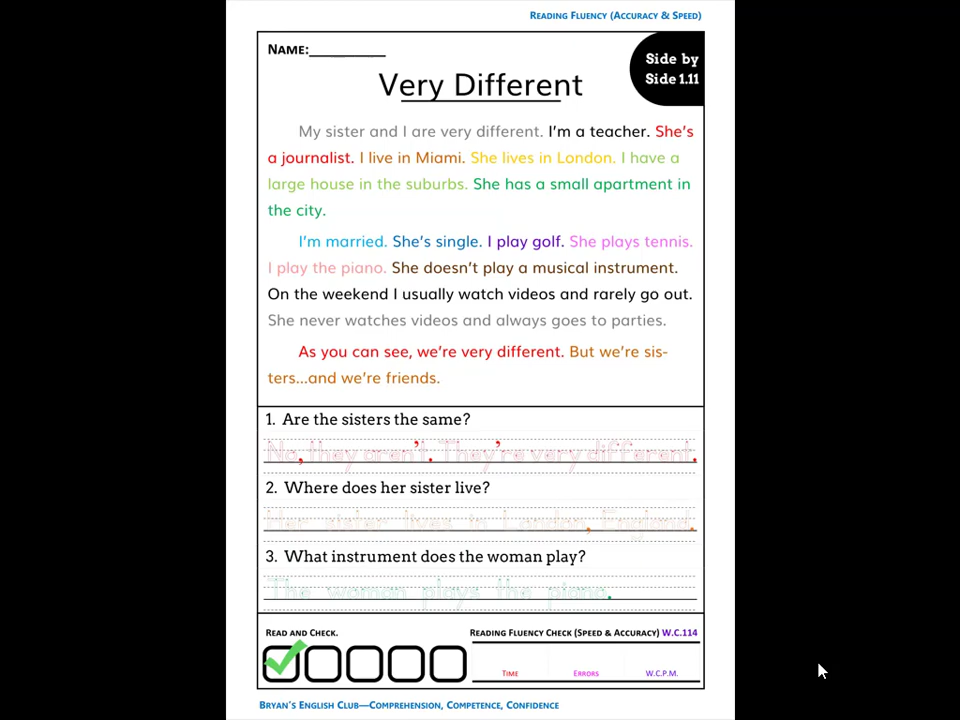 Reading Fluency (Accuracy & Speed)
Name:__________
Side by
Side 1.11
Very Different
My sister and I are very different. I'm a teacher. She's
a journalist. I live in Miami. She lives in London. I have a
large house in the suburbs. She has a small apartment in
the city.
I'm married. She's single. I play golf. She plays tennis.
I play the piano. She doesn't play a musical instrument.
On the weekend I usually watch videos and rarely go out.
She never watches videos and always goes to parties.
As you can see, we're very different. But we're sis-
ters...and we're friends.
1. Are the sisters the same?
No, they aren't. They're very different.
2. Where does her sister live?
Her sister lives in London, England.
3. What instrument does the woman play?
The woman plays the piano.
Read and Check.
Reading Fluency Check (Speed & Accuracy) W.C.114
Time Errors W.C.P.M.
Bryan's English Club—Comprehension, Competence, Confidence